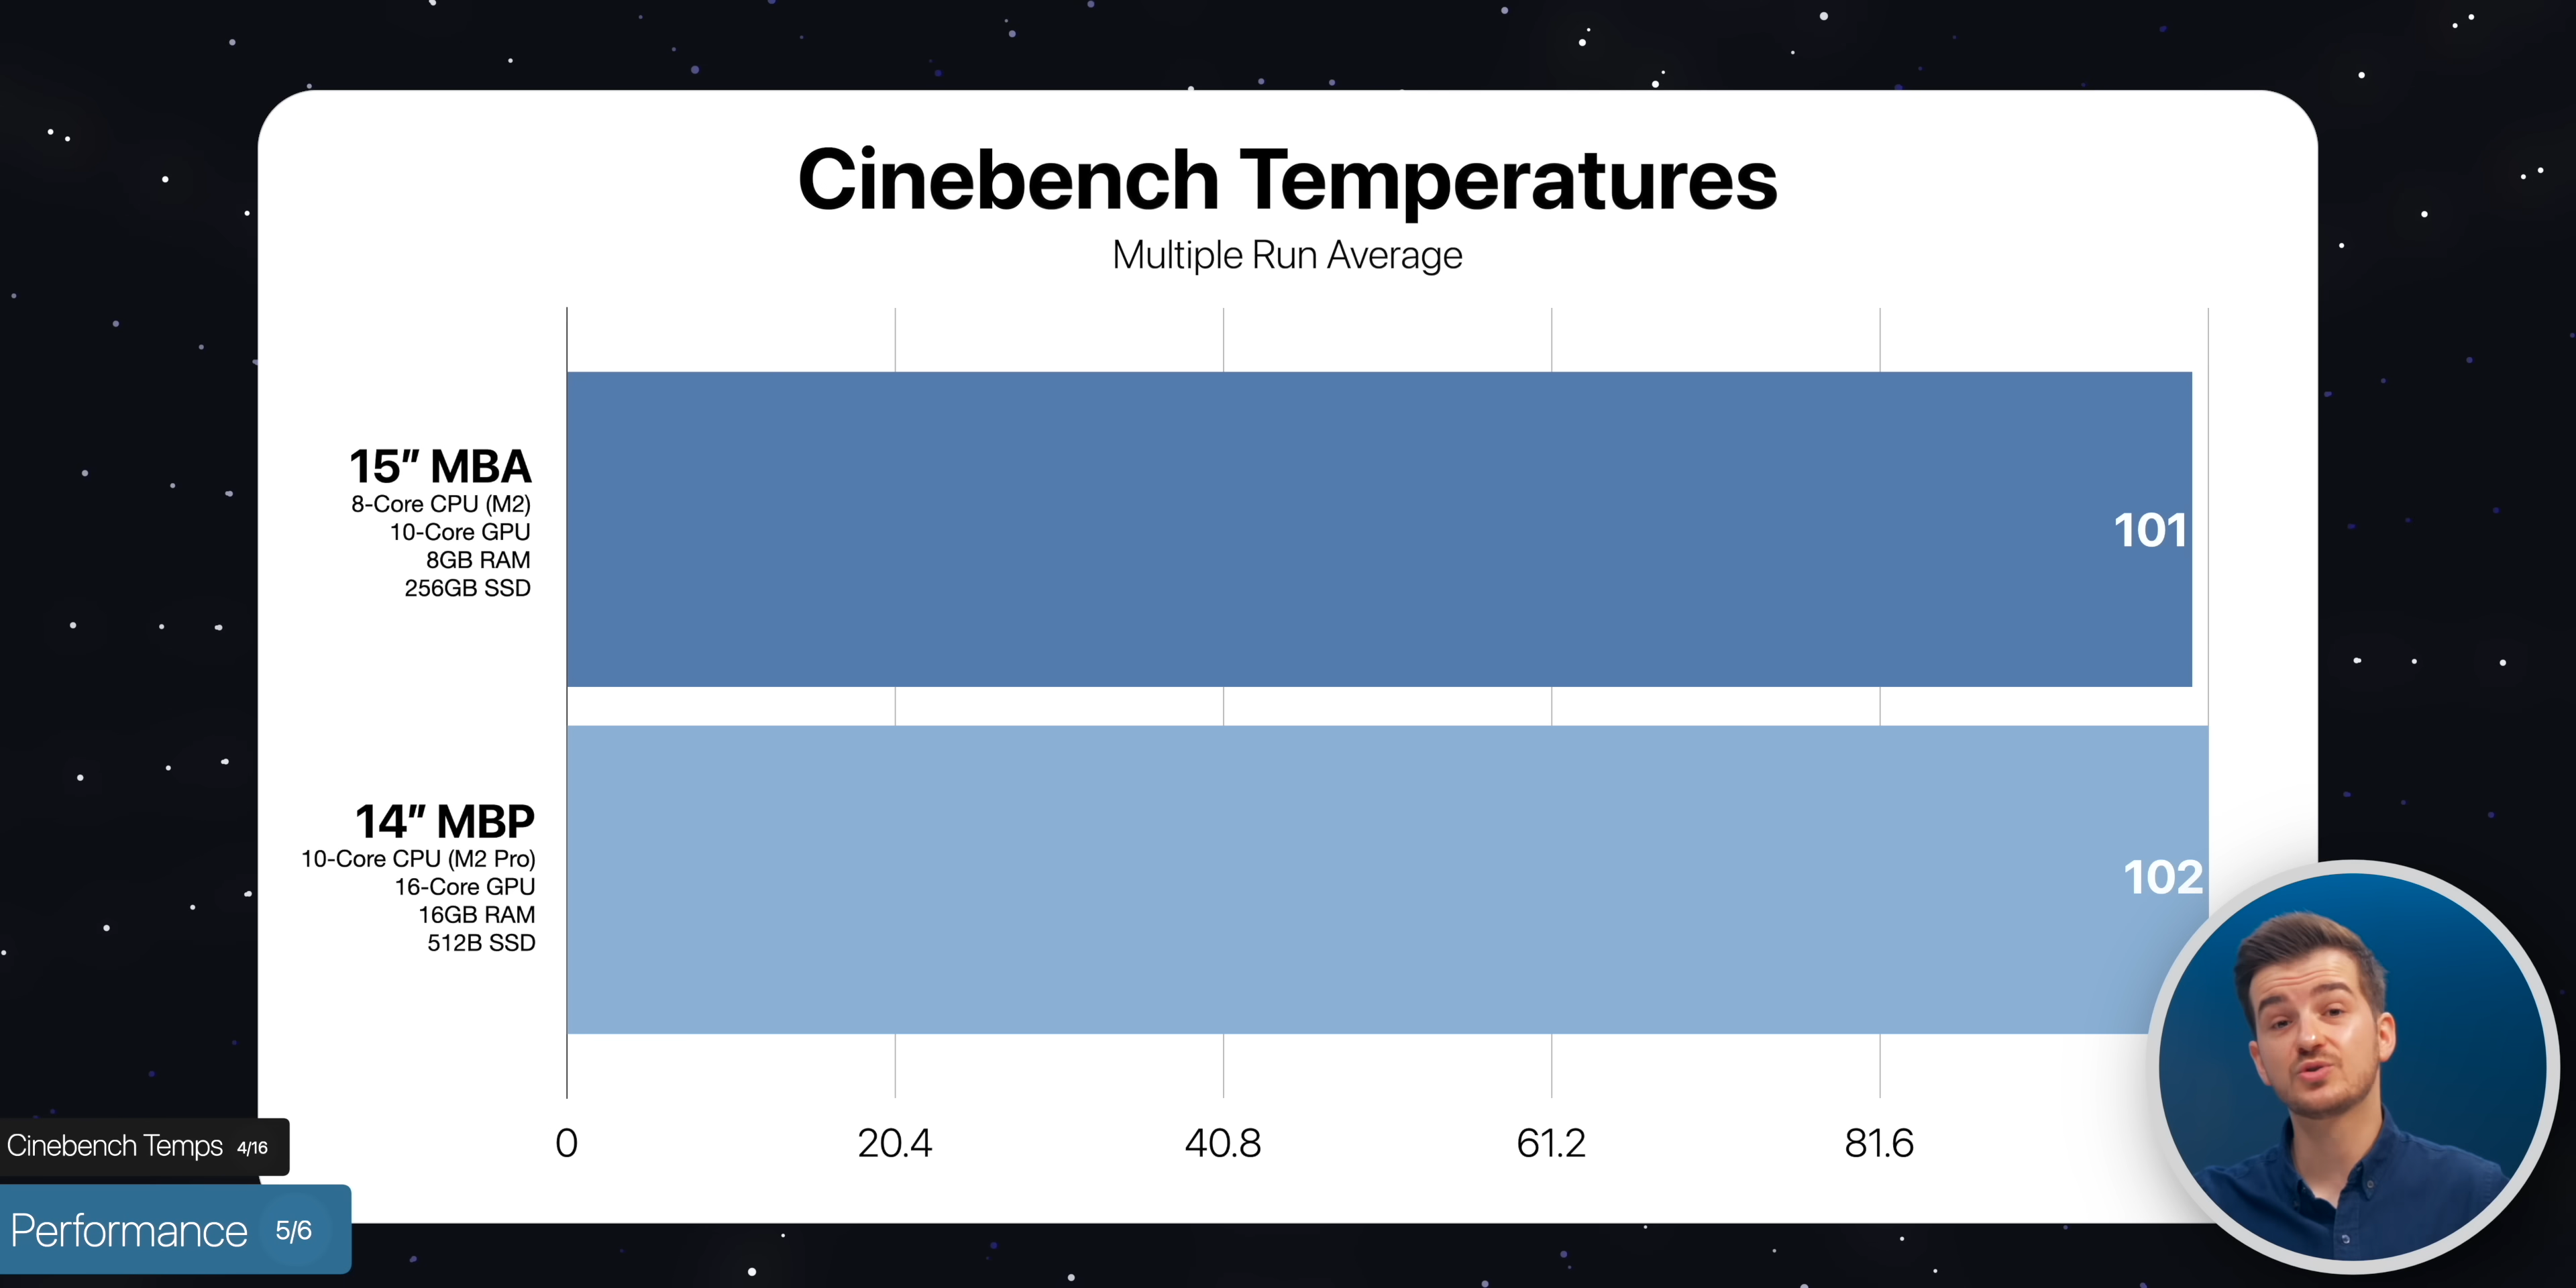 Cinebench Temperatures
Multiple Run Average
15″ MBA
8-Core CPU (M2)
10-Core GPU
8GB RAM
256GB SSD
101
14″ MBP
10-Core CPU (M2 Pro)
16-Core GPU
16GB RAM
512B SSD
102
0 20.4 40.8 61.2 81.6
Cinebench Temps 4/16
Performance 5/6